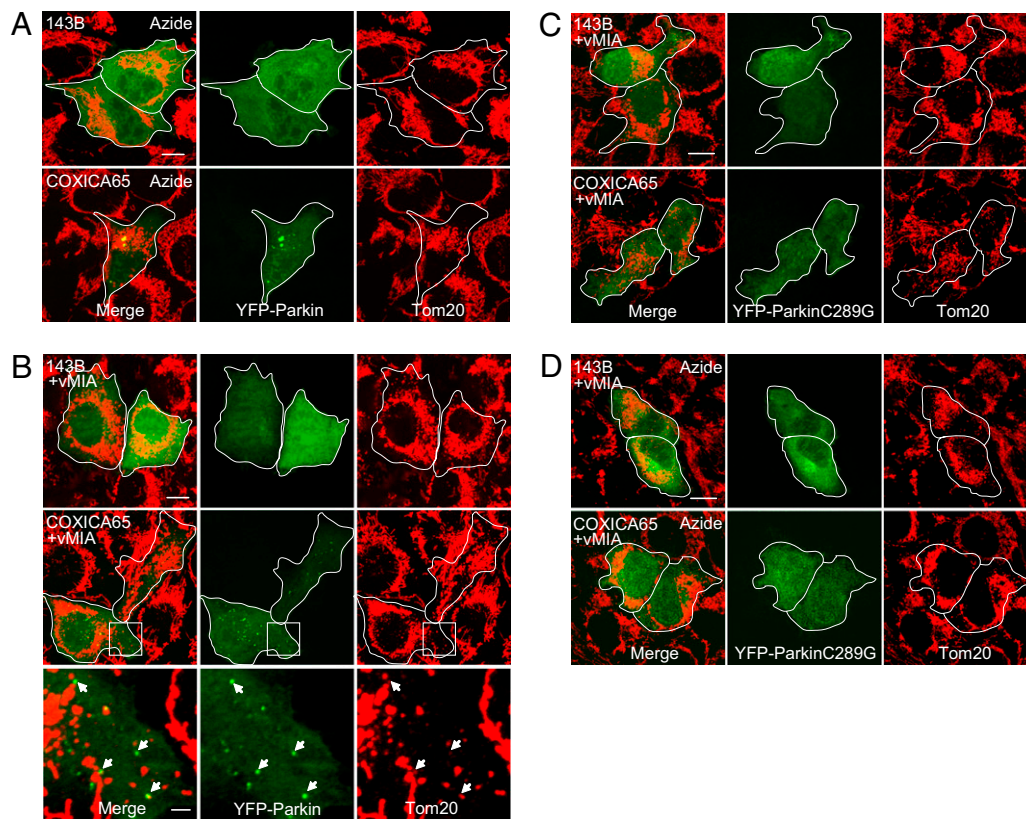 A
143B Azide
COXICA65 Azide
Merge YFP-Parkin Tom20
B
143B
+vMIA
COXICA65
+vMIA
Merge YFP-Parkin Tom20
C
143B
+vMIA
COXICA65
+vMIA
Merge YFP-ParkinC289G Tom20
D
143B Azide
+vMIA
COXICA65 Azide
+vMIA
Merge YFP-ParkinC289G Tom20